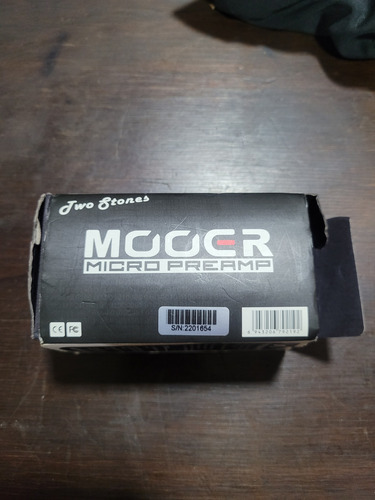 Two Stones
MOOER
MICRO PREAMP
S/N:2201654
CE FC